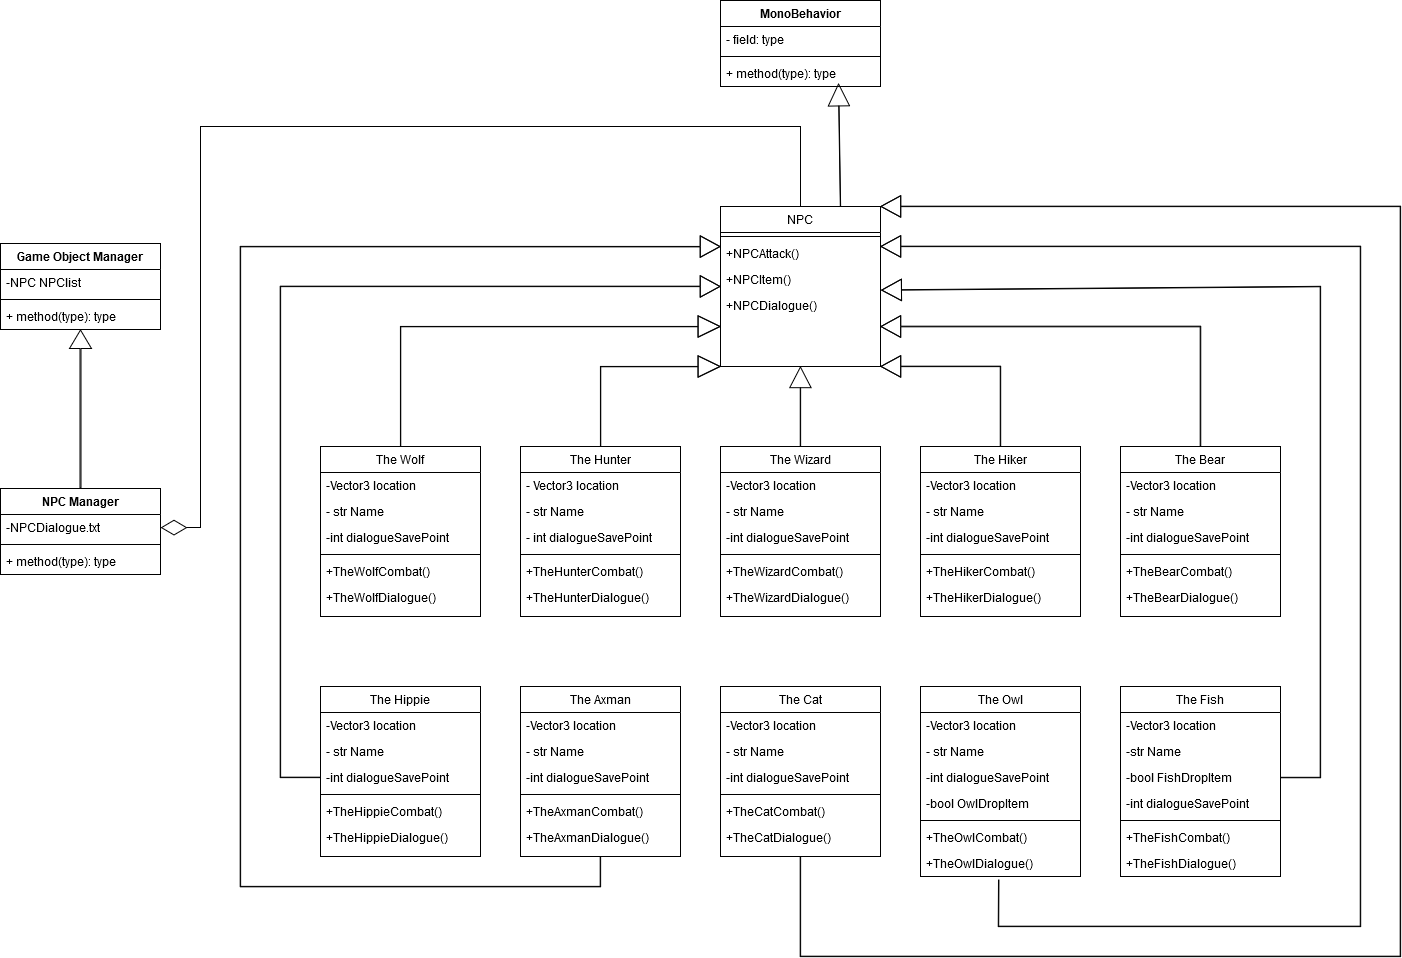 MonoBehavior
- field: type
+ method(type): type
NPC
+NPCAttack()
+NPCItem()
+NPCDialogue()
Game Object Manager
-NPC NPClist
+ method(type): type
NPC Manager
-NPCDialogue.txt
+ method(type): type
The Wolf
-Vector3 location
- str Name
-int dialogueSavePoint
+TheWolfCombat()
+TheWolfDialogue()
The Hunter
- Vector3 location
- str Name
- int dialogueSavePoint
+TheHunterCombat()
+TheHunterDialogue()
The Wizard
-Vector3 location
- str Name
-int dialogueSavePoint
+TheWizardCombat()
+TheWizardDialogue()
The Hiker
-Vector3 location
- str Name
-int dialogueSavePoint
+TheHikerCombat()
+TheHikerDialogue()
The Bear
-Vector3 location
- str Name
-int dialogueSavePoint
+TheBearCombat()
+TheBearDialogue()
The Hippie
-Vector3 location
- str Name
-int dialogueSavePoint
+TheHippieCombat()
+TheHippieDialogue()
The Axman
-Vector3 location
- str Name
-int dialogueSavePoint
+TheAxmanCombat()
+TheAxmanDialogue()
The Cat
-Vector3 location
- str Name
-int dialogueSavePoint
+TheCatCombat()
+TheCatDialogue()
The Owl
-Vector3 location
- str Name
-int dialogueSavePoint
-bool OwlDropItem
+TheOwlCombat()
+TheOwlDialogue()
The Fish
-Vector3 location
-str Name
-bool FishDropItem
-int dialogueSavePoint
+TheFishCombat()
+TheFishDialogue()